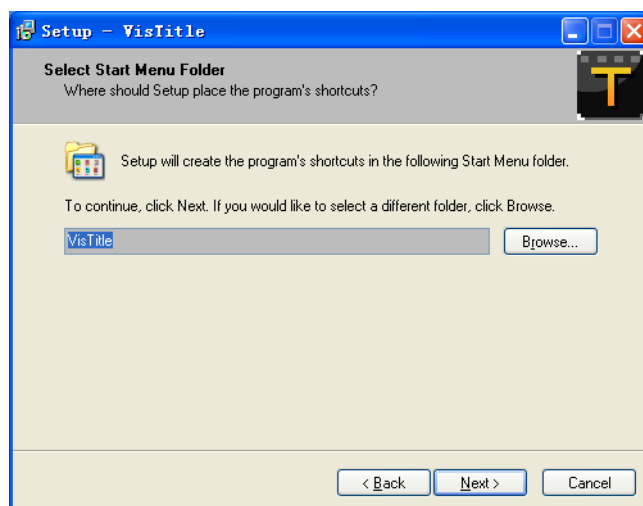 Setup - VisTitle
Select Start Menu Folder
Where should Setup place the program's shortcuts?
T
Setup will create the program's shortcuts in the following Start Menu folder.
To continue, click Next. If you would like to select a different folder, click Browse.
VisTitle
Browse...
< Back
Next >
Cancel